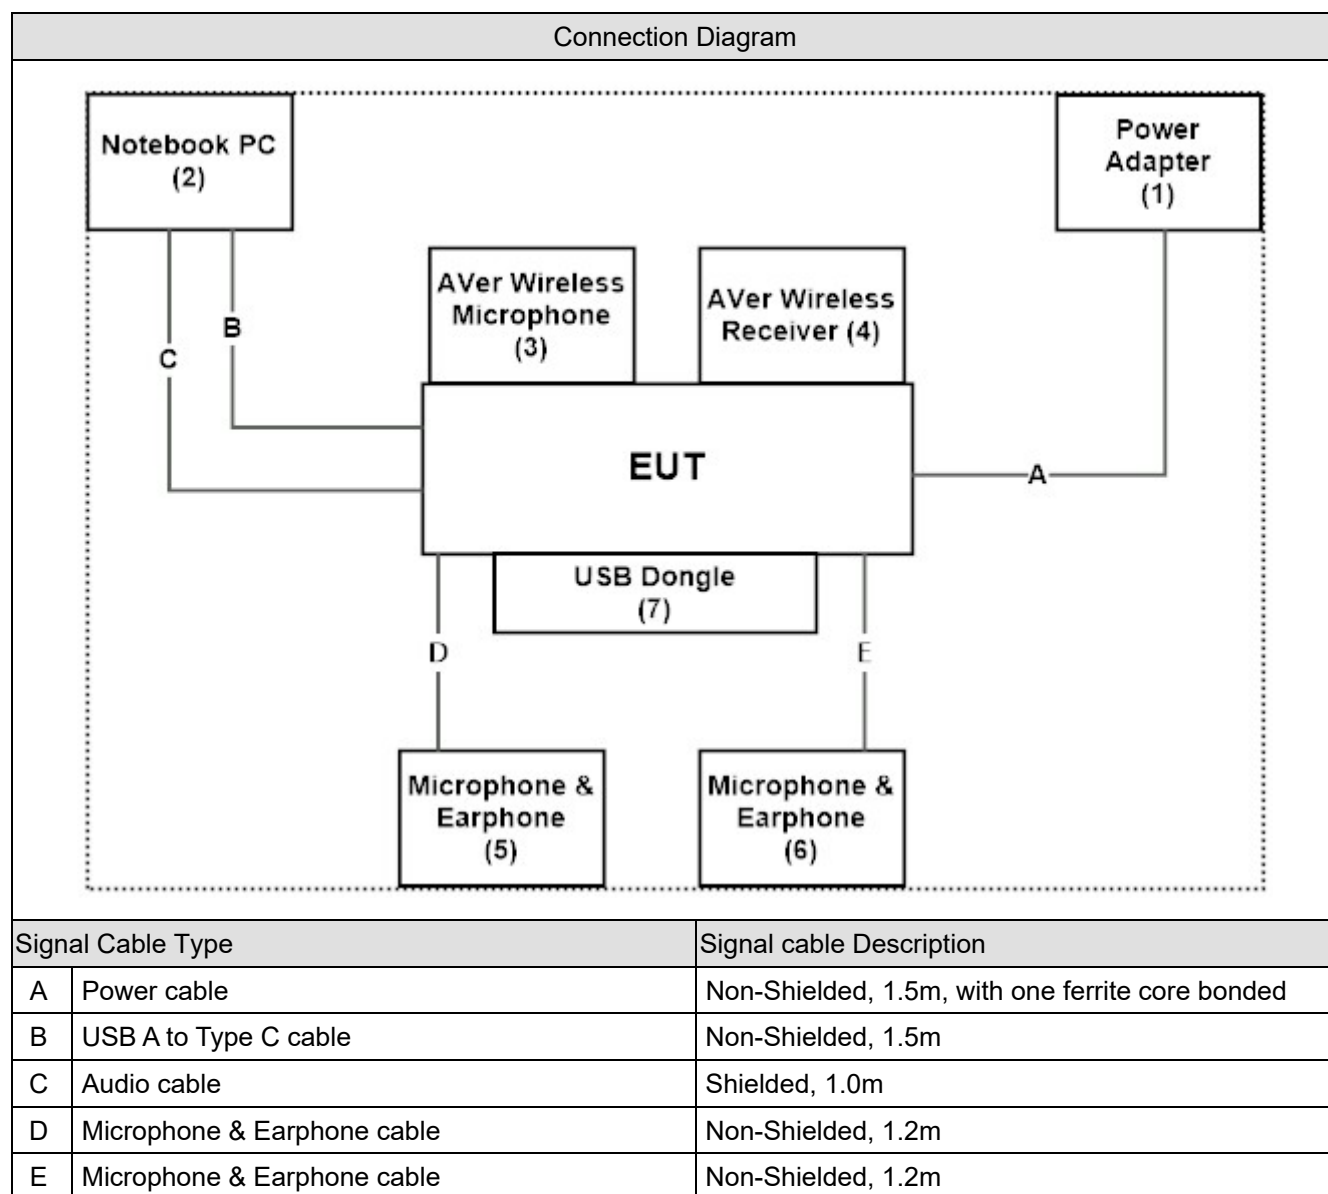 Connection Diagram
Notebook PC
(2)
Power
Adapter
(1)
AVer Wireless
Microphone
(3)
AVer Wireless
Receiver (4)
B
C
EUT
A
USB Dongle
(7)
D
E
Microphone &
Earphone
(5)
Microphone &
Earphone
(6)
Signal Cable Type Signal cable Description
A Power cable Non-Shielded, 1.5m, with one ferrite core bonded
B USB A to Type C cable Non-Shielded, 1.5m
C Audio cable Shielded, 1.0m
D Microphone & Earphone cable Non-Shielded, 1.2m
E Microphone & Earphone cable Non-Shielded, 1.2m